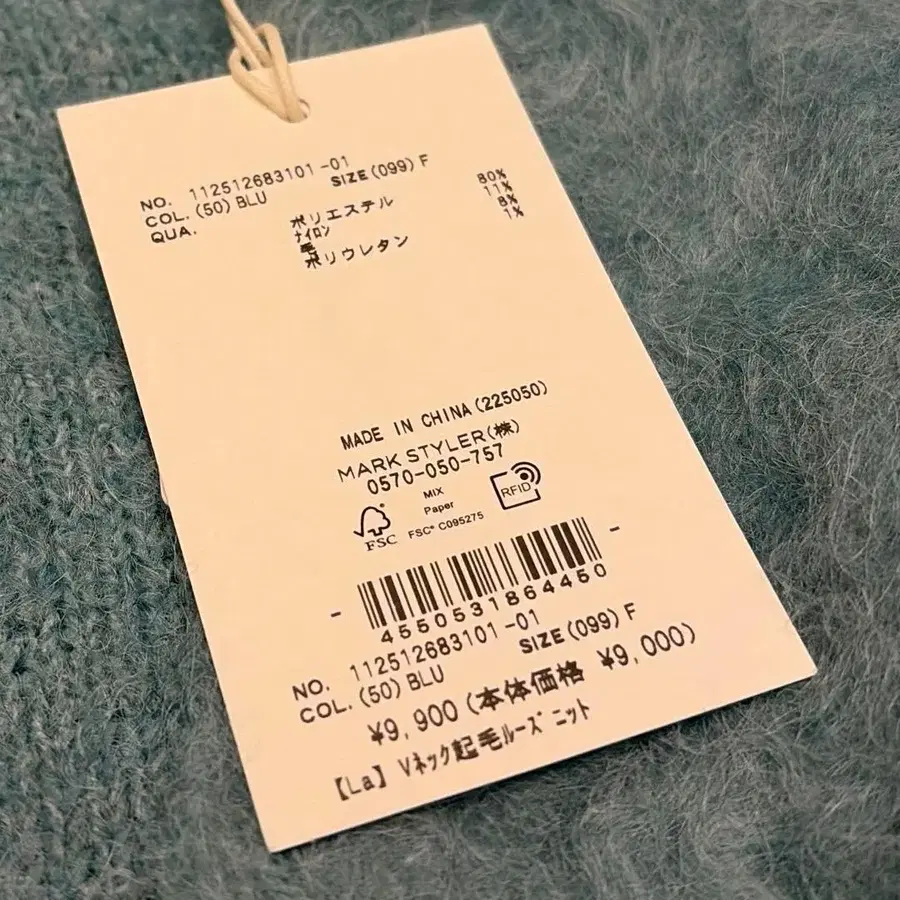 NO. 112512683101-01
COL. (50) BLU SIZE(099) F
QUA. ポリエステル 80%
ナイロン 11%
毛 8%
ポリウレタン 1%
MADE IN CHINA(225050)
MARK STYLER(株)
0570-050-757
MIX
Paper
FSC FSC® C095275
RFID
4550531864450
NO. 112512683101-01
COL. (50) BLU SIZE(099) F
¥9,900(本体価格 ¥9,000)
【La】Vネック起毛ルーズニット